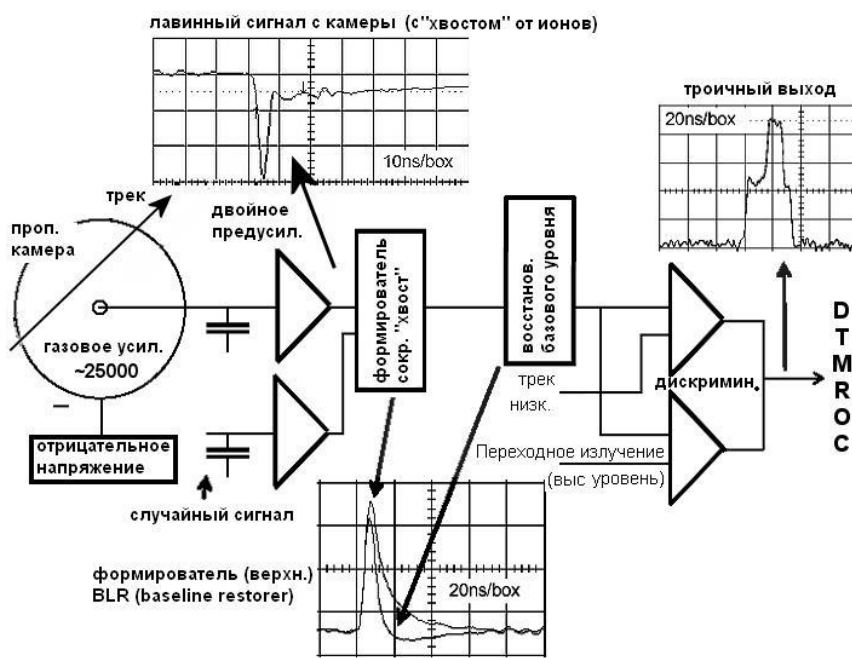 лавинный сигнал с камеры (с"хвостом" от ионов)
10ns/box
троичный выход
20ns/box
трек
проп.
камера
двойное
предусил.
газовое усил.
~25000
–
отрицательное
напряжение
случайный сигнал
формирователь
сокр. "хвост"
восстанов.
базового уровня
трек
низк.
дискримин.
Переходное излучение
(выс уровень)
DTMROC
формирователь (верхн.)
BLR (baseline restorer)
20ns/box